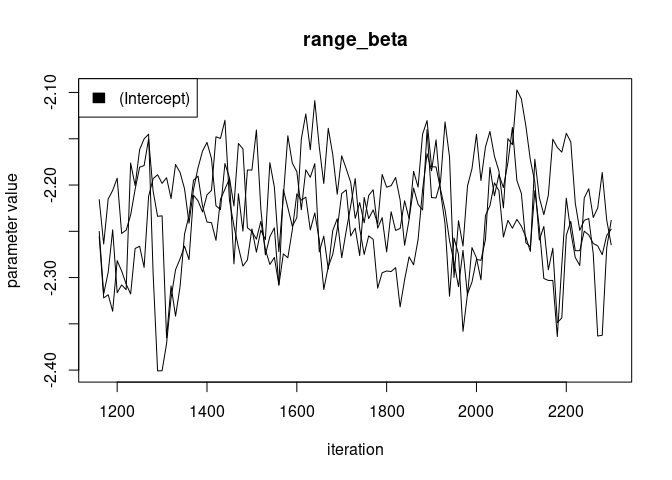 range_beta
(Intercept)
-2.10
-2.20
-2.30
-2.40
parameter value
1200 1400 1600 1800 2000 2200
iteration